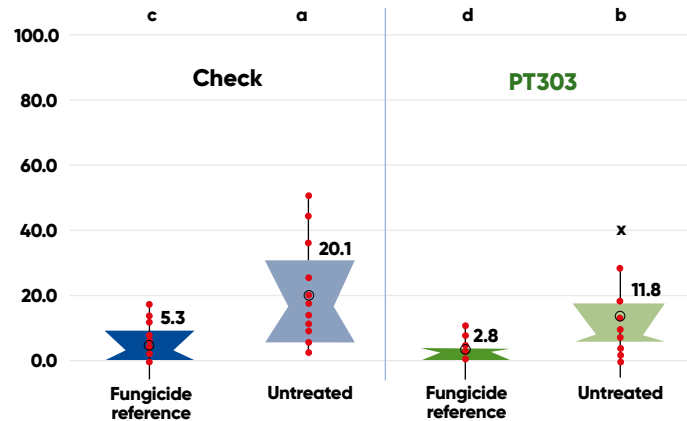 c a d b
100.0
Check PT303
80.0
60.0
40.0
x
20.1
20.0
11.8
5.3
2.8
0.0
Fungicide Untreated Fungicide Untreated
reference reference